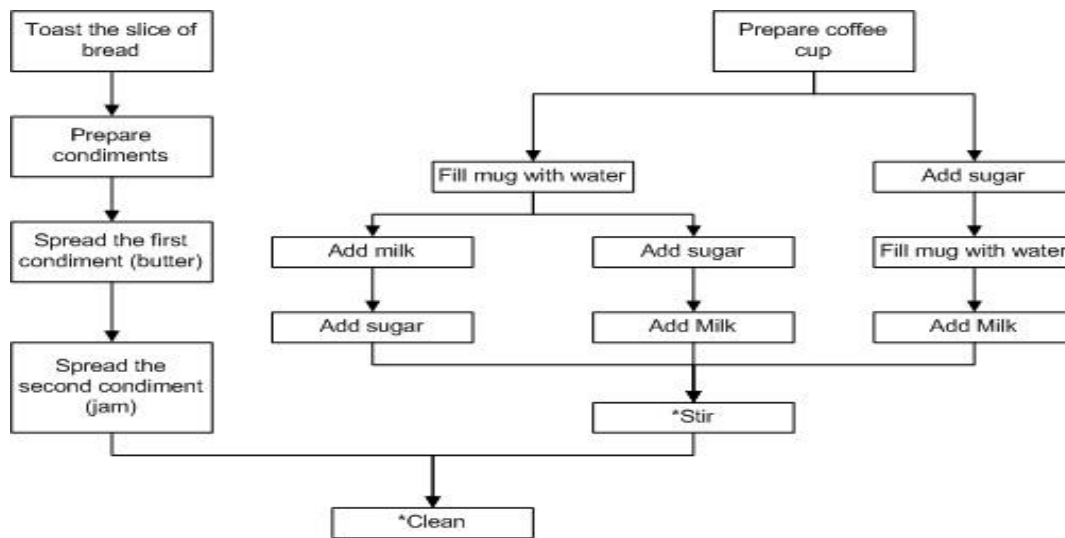 Toast the slice of
bread
Prepare
condiments
Spread the first
condiment (butter)
Spread the
second condiment
(jam)
Prepare coffee
cup
Fill mug with water
Add milk
Add sugar
Add sugar
Add Milk
Add sugar
Fill mug with water
Add Milk
*Stir
*Clean